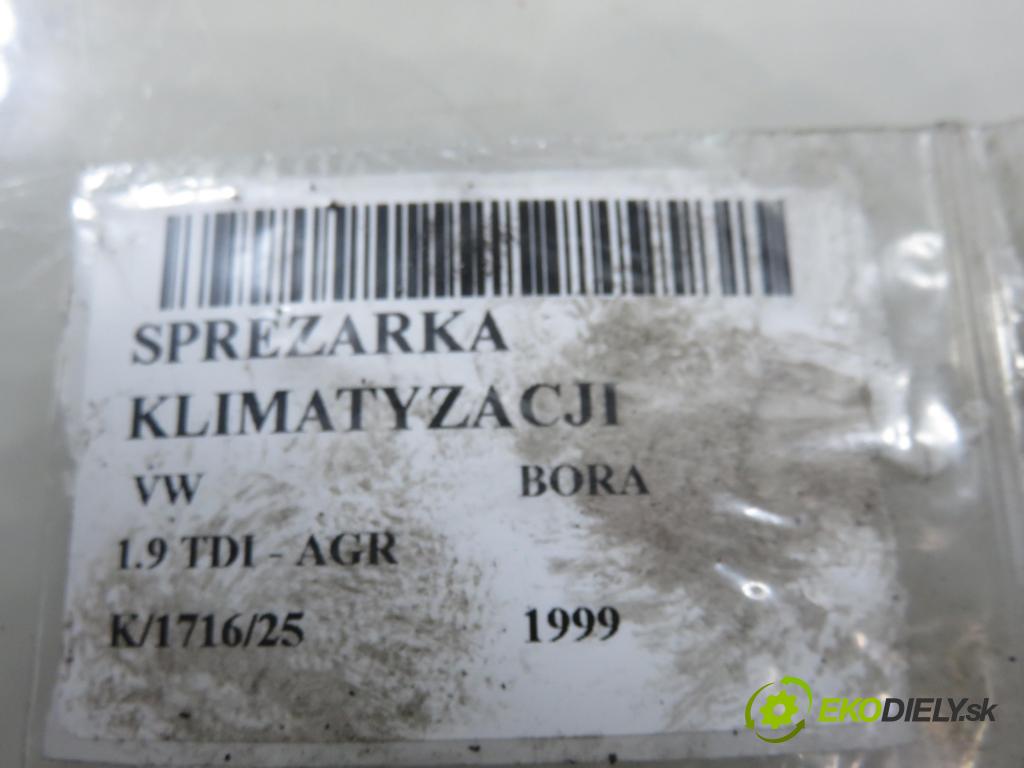 SPREZARKA
KLIMATYZACJI
VW BORA
1.9 TDI - AGR
K/1716/25 1999
EKODIELY.sk